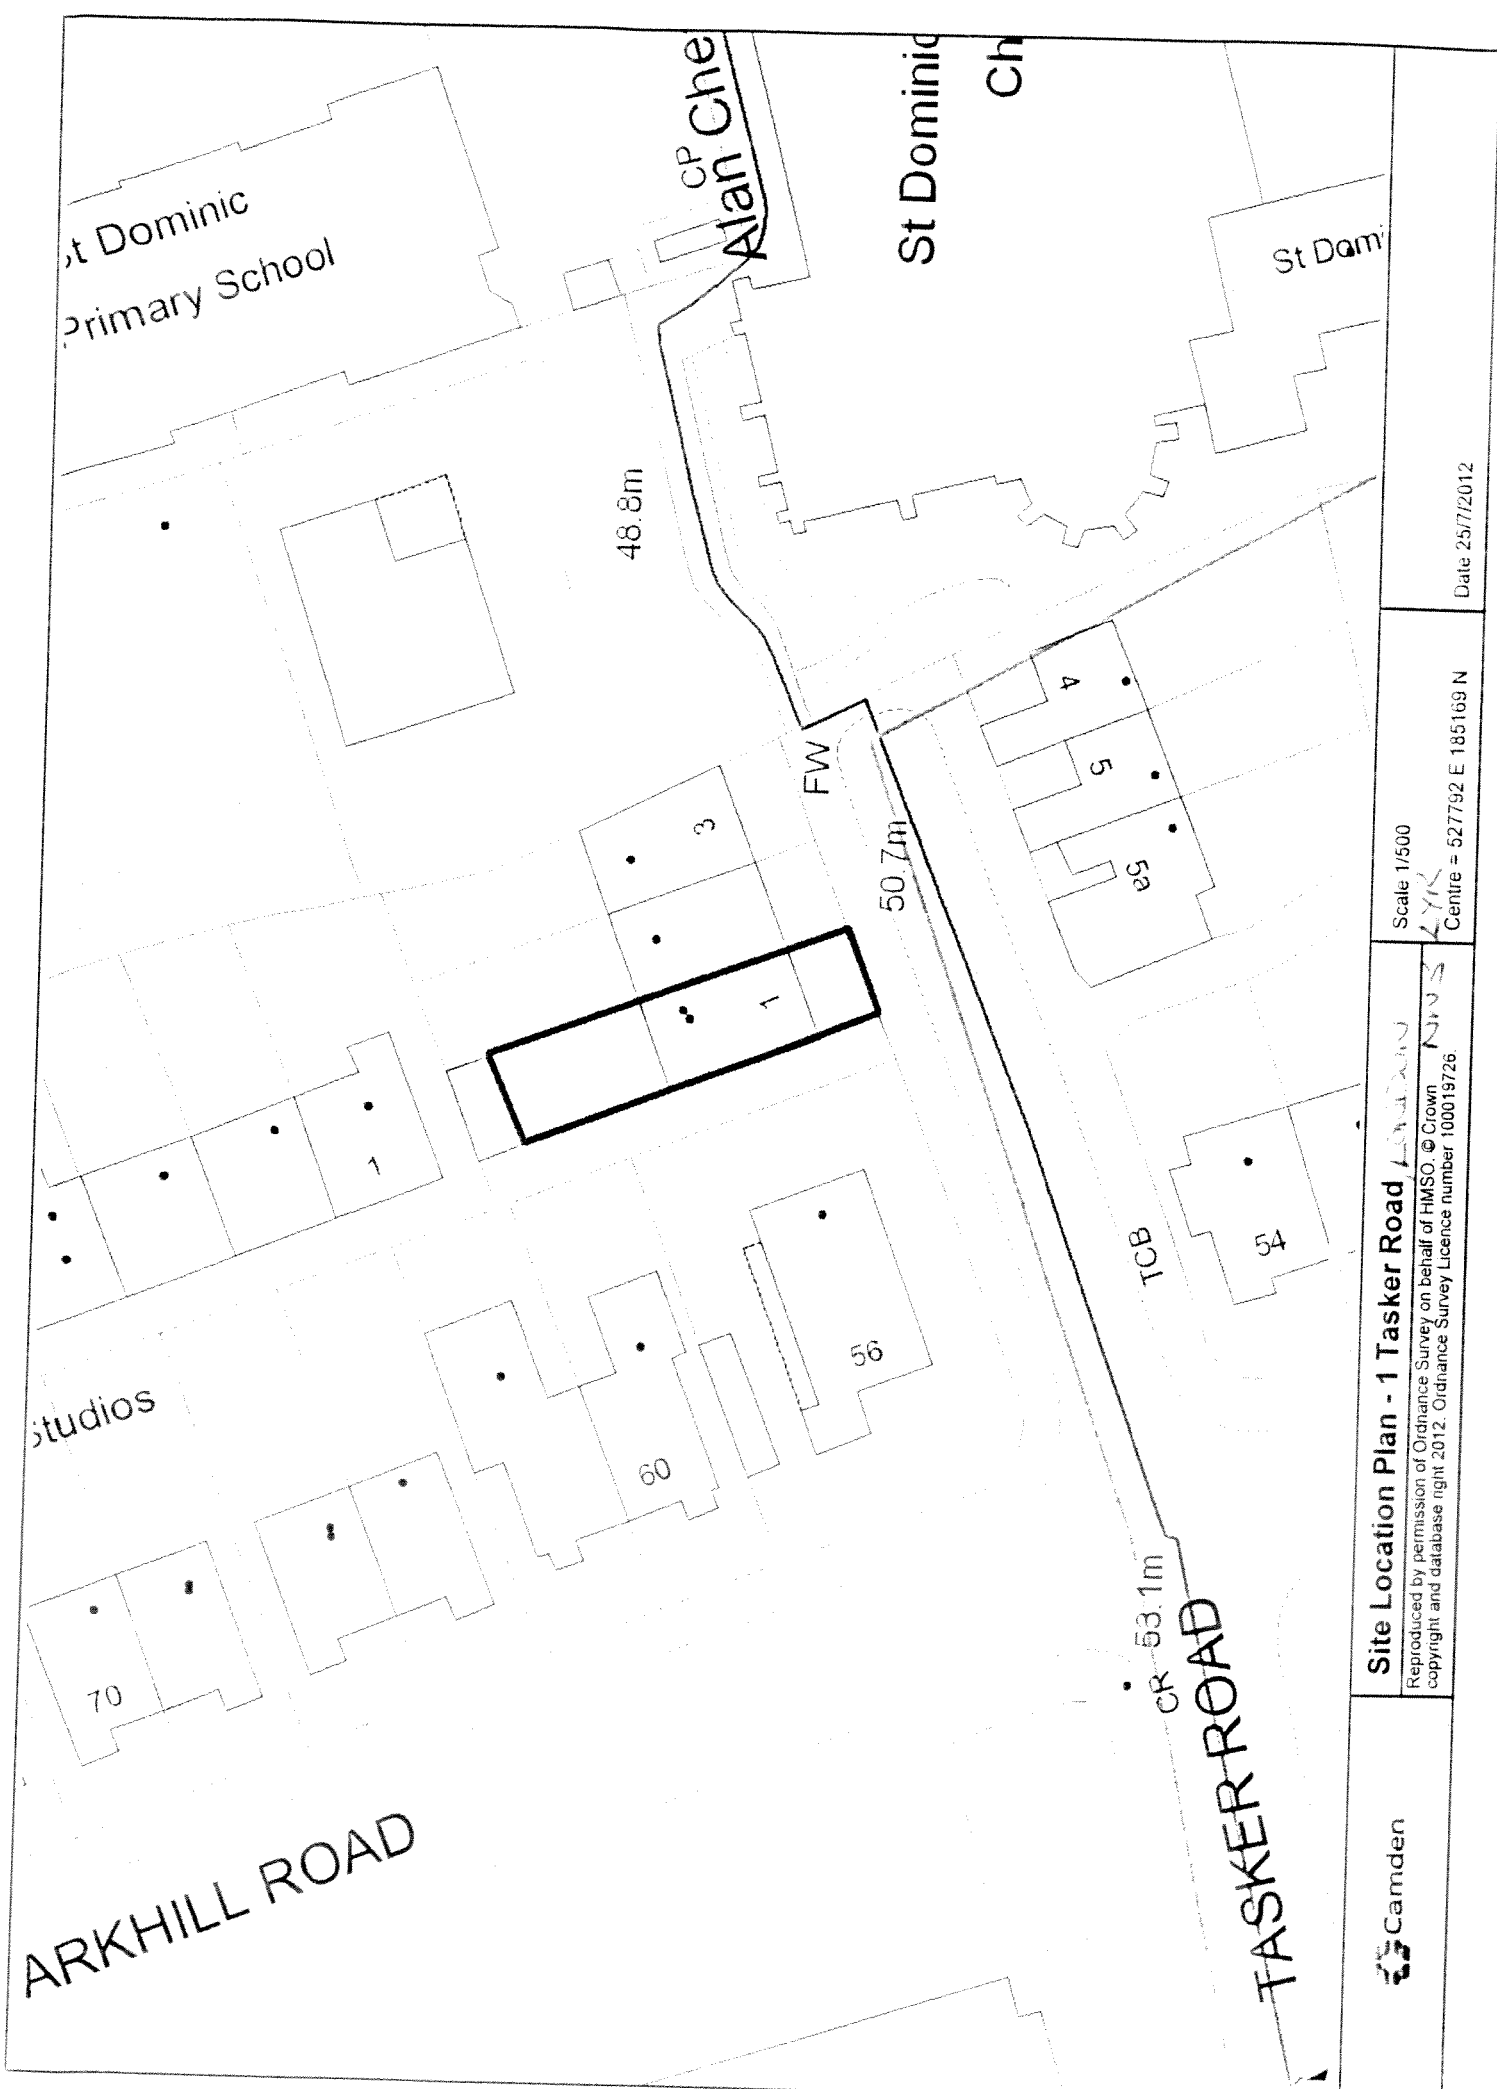 St Dominic
Primary School
CP
Alan Che
St Dominic
Ch
St Domi
48.8m
FW
50.7m
3
1
4
5
5a
1
Studios
56
60
70
54
TCB
53.1m
CR
ARKHILL ROAD
TASKER ROAD
Camden
Site Location Plan - 1 Tasker Road, LONDON
NW3
Reproduced by permission of Ordnance Survey on behalf of HMSO. © Crown
copyright and database right 2012. Ordnance Survey Licence number 100019726.
Scale 1/500
Centre = 527792 E 185169 N
Date 25/7/2012